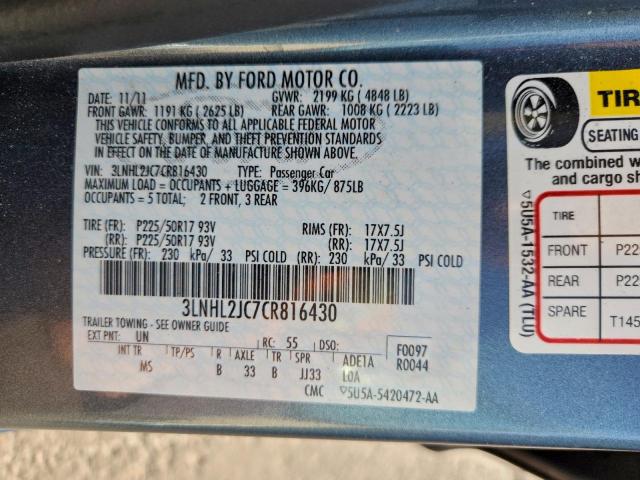 MFD. BY FORD MOTOR CO.
DATE: 11/11 GVWR: 2199 KG ( 4848 LB)
FRONT GAWR: 1191 KG ( 2625 LB) REAR GAWR: 1008 KG ( 2223 LB)
THIS VEHICLE CONFORMS TO ALL APPLICABLE FEDERAL MOTOR
VEHICLE SAFETY, BUMPER, AND THEFT PREVENTION STANDARDS
IN EFFECT ON THE DATE OF MANUFACTURE SHOWN ABOVE.
VIN: 3LNHL2JC7CR816430 TYPE: Passenger Car
MAXIMUM LOAD = OCCUPANTS + LUGGAGE = 396KG/ 875LB
OCCUPANTS = 5 TOTAL; 2 FRONT, 3 REAR
TIRE (FR): P225/50R17 93V RIMS (FR): 17X7.5J
(RR): P225/50R17 93V (RR): 17X7.5J
PRESSURE (FR): 230 kPa/ 33 PSI COLD (RR): 230 kPa/ 33 PSI COLD
3LNHL2JC7CR816430
TRAILER TOWING - SEE OWNER GUIDE
EXT PNT: UN RC: 55 DSO: F0097
R0044
INT TR TP/PS R AXLE TR SPR ADE1A
MS B 33 B JJ33 LOA
CMC 5U5A-5420472-AA
TIR
SEATING
The combined w
and cargo sh
TIRE
FRONT P22
REAR P22
SPARE T145
5U5A-1532-AA (TLU)